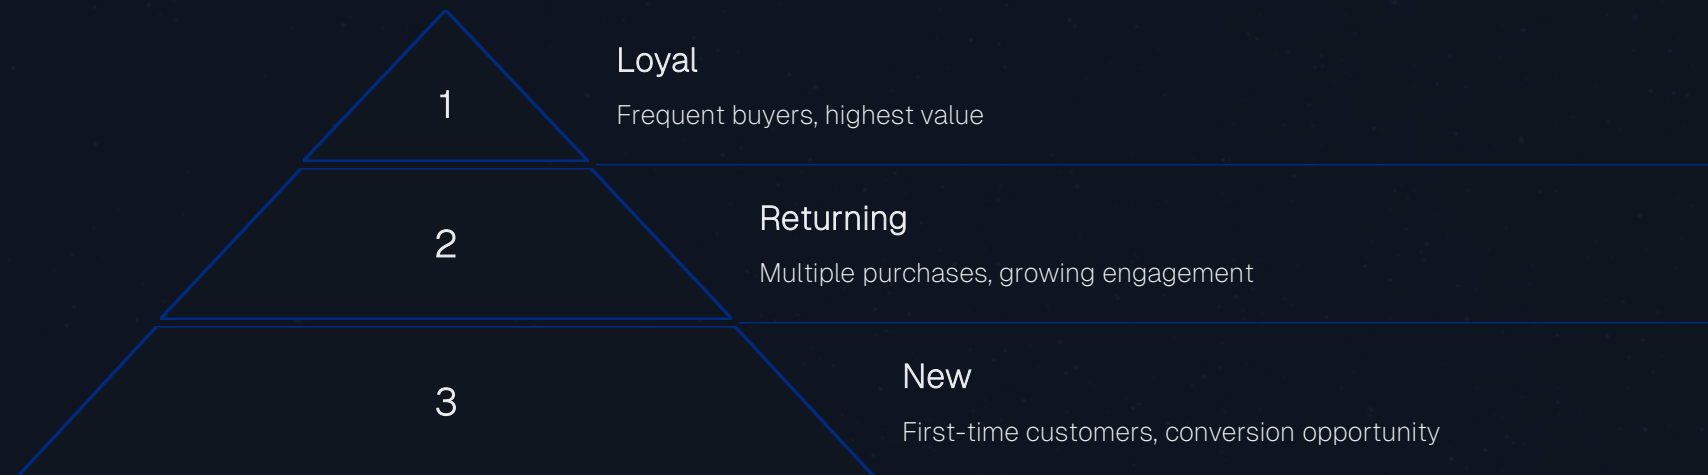 1
Loyal
Frequent buyers, highest value
2
Returning
Multiple purchases, growing engagement
3
New
First-time customers, conversion opportunity